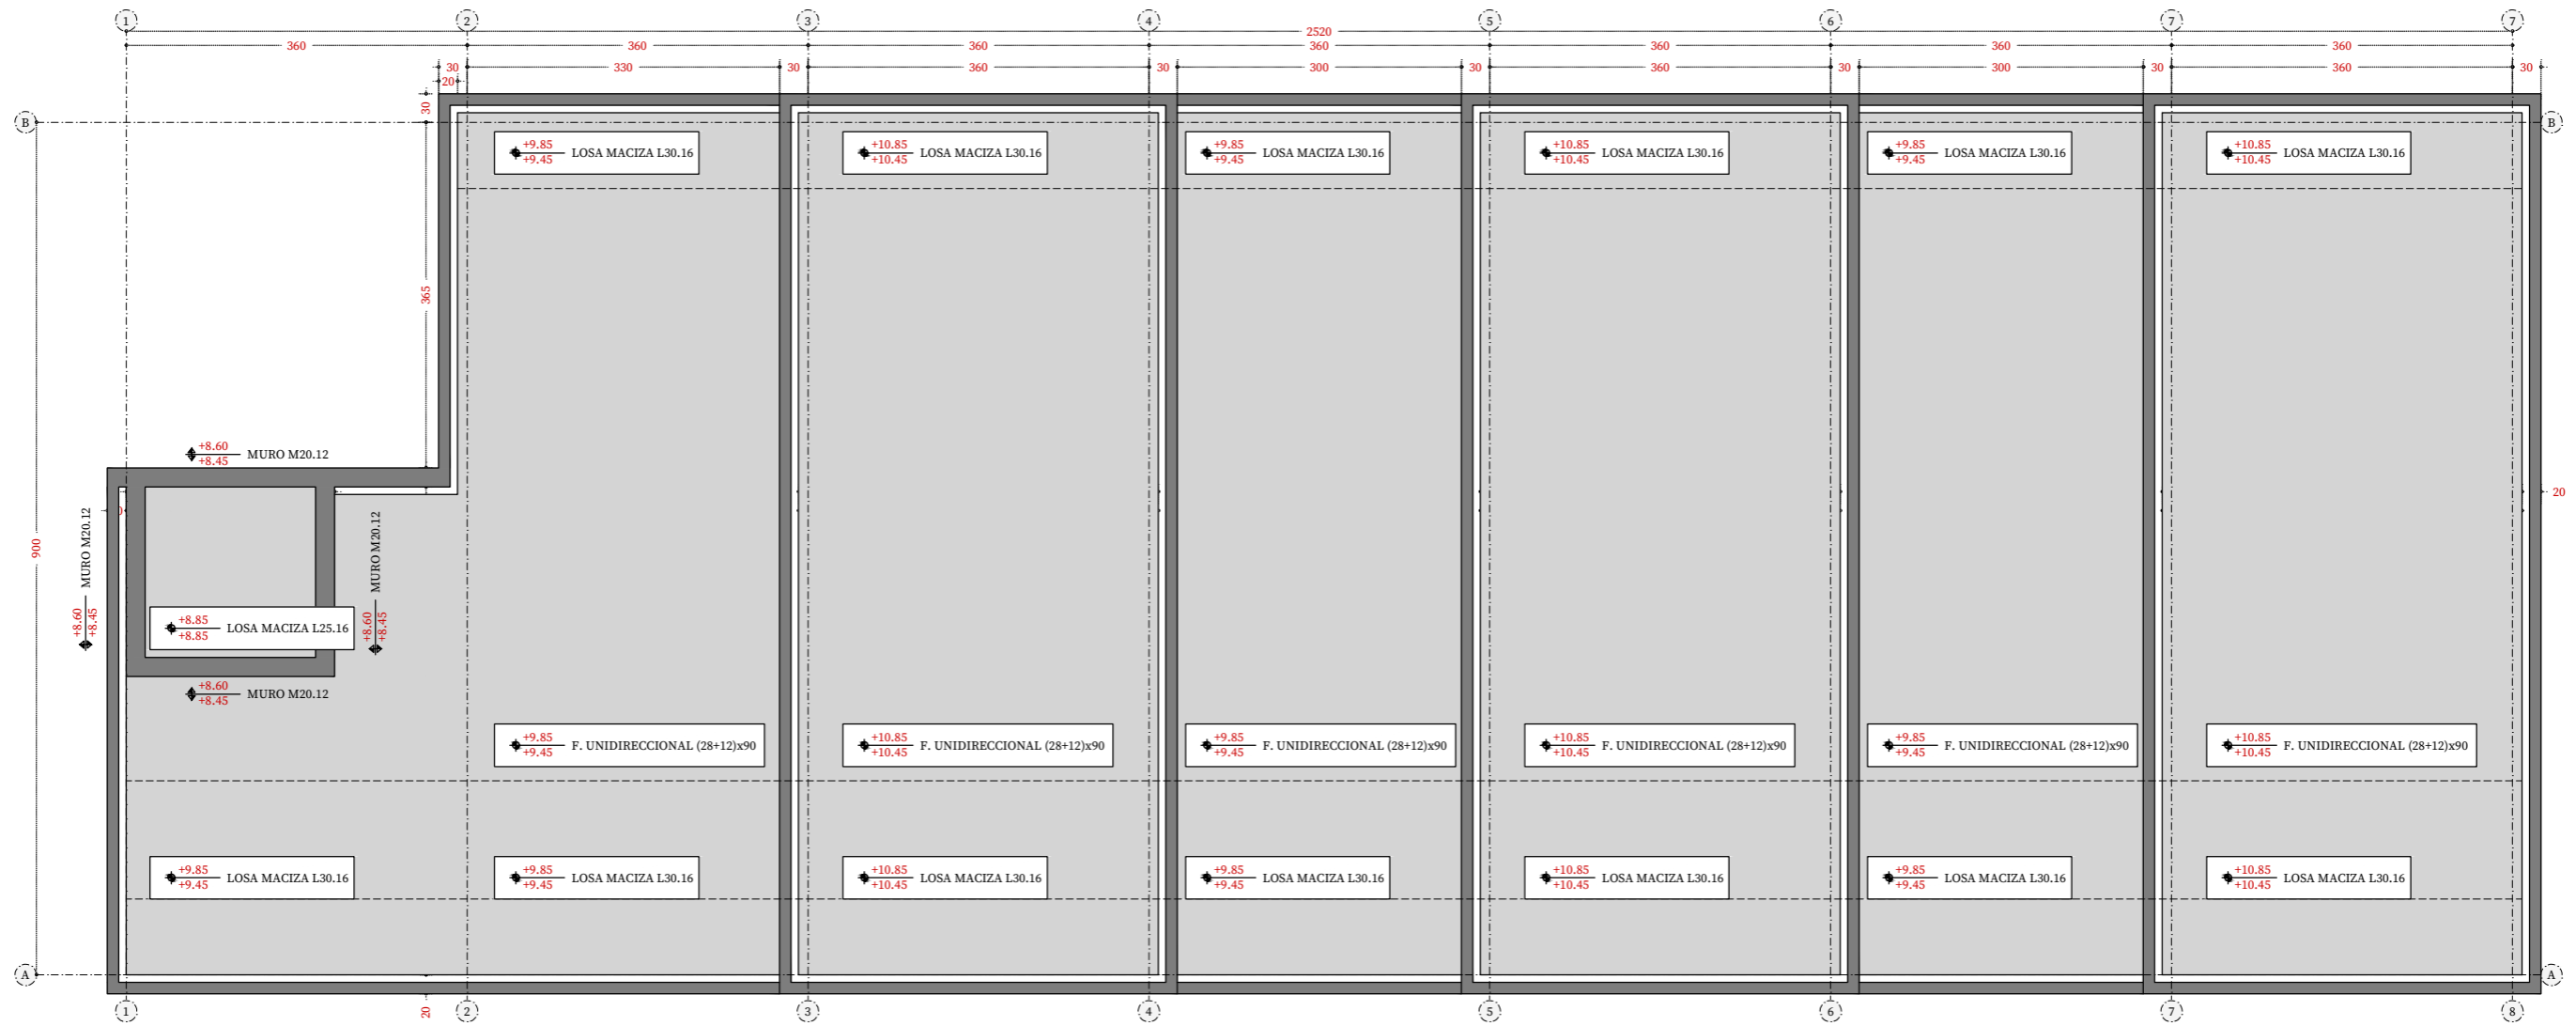 1 2 3 4 5 6 7 7
2520
360 360 360 360 360 360 360
30 330 30 360 30 300 30 360 30 300 30 360 30
20
30
B B
+9.85 LOSA MACIZA L30.16 +10.85 LOSA MACIZA L30.16 +9.85 LOSA MACIZA L30.16 +10.85 LOSA MACIZA L30.16 +9.85 LOSA MACIZA L30.16 +10.85 LOSA MACIZA L30.16
+9.45 +10.45 +9.45 +10.45 +9.45 +10.45
365
+8.60 MURO M20.12
+8.45
20
900
MURO M20.12
+8.60
+8.45
MURO M20.12
+8.60
+8.45
+8.85 LOSA MACIZA L25.16
+8.85
+8.60 MURO M20.12
+8.45
+9.85 F. UNIDIRECCIONAL (28+12)x90 +10.85 F. UNIDIRECCIONAL (28+12)x90 +9.85 F. UNIDIRECCIONAL (28+12)x90 +10.85 F. UNIDIRECCIONAL (28+12)x90 +9.85 F. UNIDIRECCIONAL (28+12)x90 +10.85 F. UNIDIRECCIONAL (28+12)x90
+9.45 +10.45 +9.45 +10.45 +9.45 +10.45
+9.85 LOSA MACIZA L30.16 +9.85 LOSA MACIZA L30.16 +10.85 LOSA MACIZA L30.16 +9.85 LOSA MACIZA L30.16 +10.85 LOSA MACIZA L30.16 +9.85 LOSA MACIZA L30.16 +10.85 LOSA MACIZA L30.16
+9.45 +9.45 +10.45 +9.45 +10.45 +9.45 +10.45
A A
20
1 2 3 4 5 6 7 8